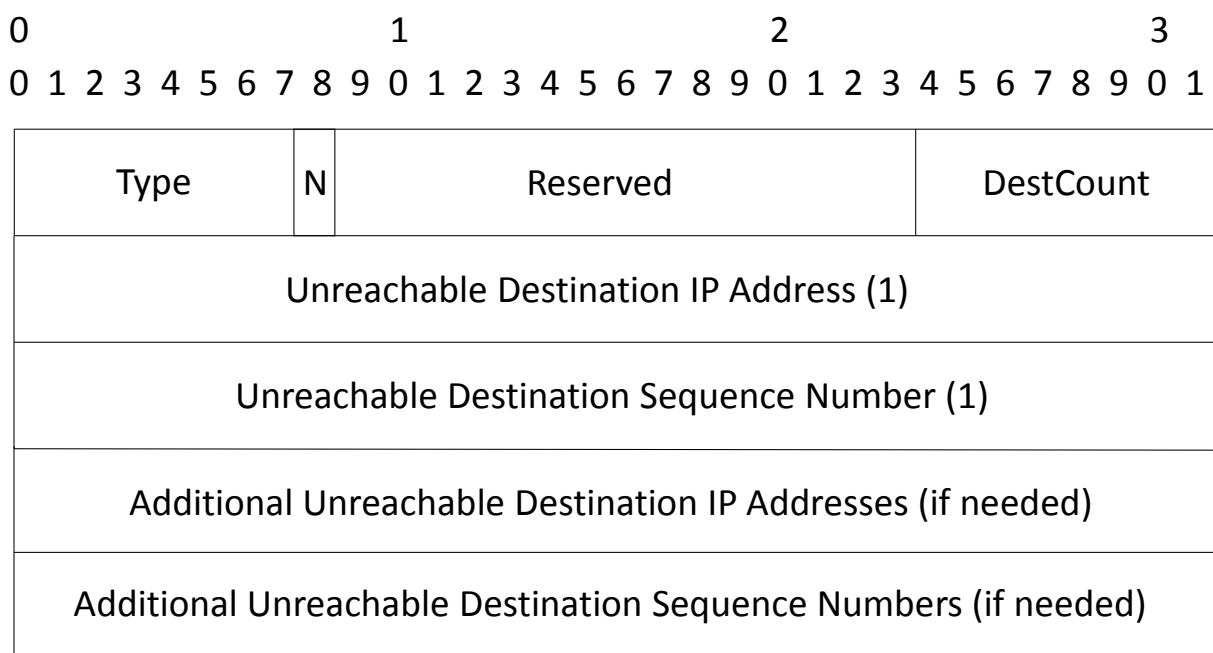 0 1 2 3
0 1 2 3 4 5 6 7 8 9 0 1 2 3 4 5 6 7 8 9 0 1 2 3 4 5 6 7 8 9 0 1
Type N Reserved DestCount
Unreachable Destination IP Address (1)
Unreachable Destination Sequence Number (1)
Additional Unreachable Destination IP Addresses (if needed)
Additional Unreachable Destination Sequence Numbers (if needed)